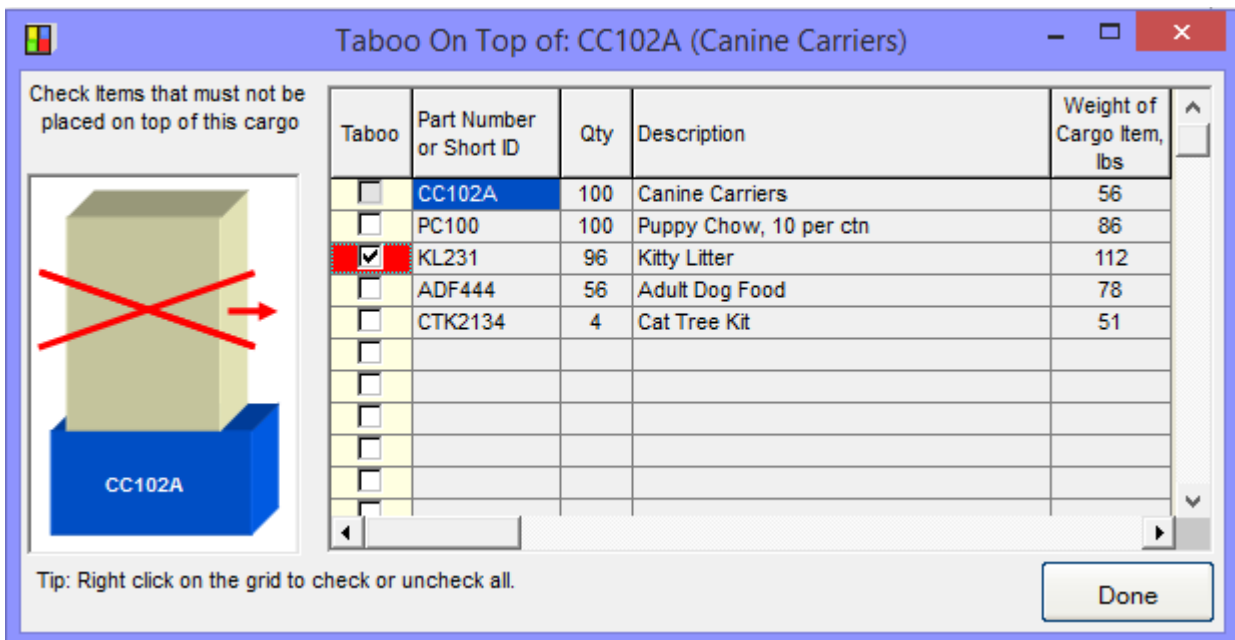 Taboo On Top of: CC102A (Canine Carriers)
Check Items that must not be
placed on top of this cargo
CC102A
Taboo Part Number or Short ID Qty Description Weight of Cargo Item, lbs
CC102A 100 Canine Carriers 56
PC100 100 Puppy Chow, 10 per ctn 86
KL231 96 Kitty Litter 112
ADF444 56 Adult Dog Food 78
CTK2134 4 Cat Tree Kit 51
Tip: Right click on the grid to check or uncheck all.
Done